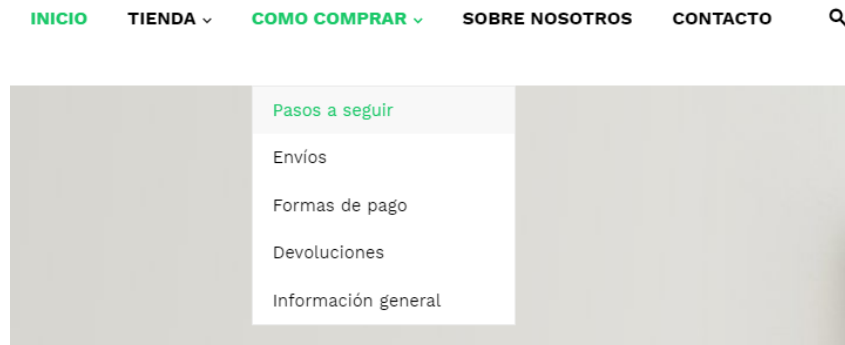 INICIO TIENDA COMO COMPRAR SOBRE NOSOTROS CONTACTO
Pasos a seguir
Envíos
Formas de pago
Devoluciones
Información general